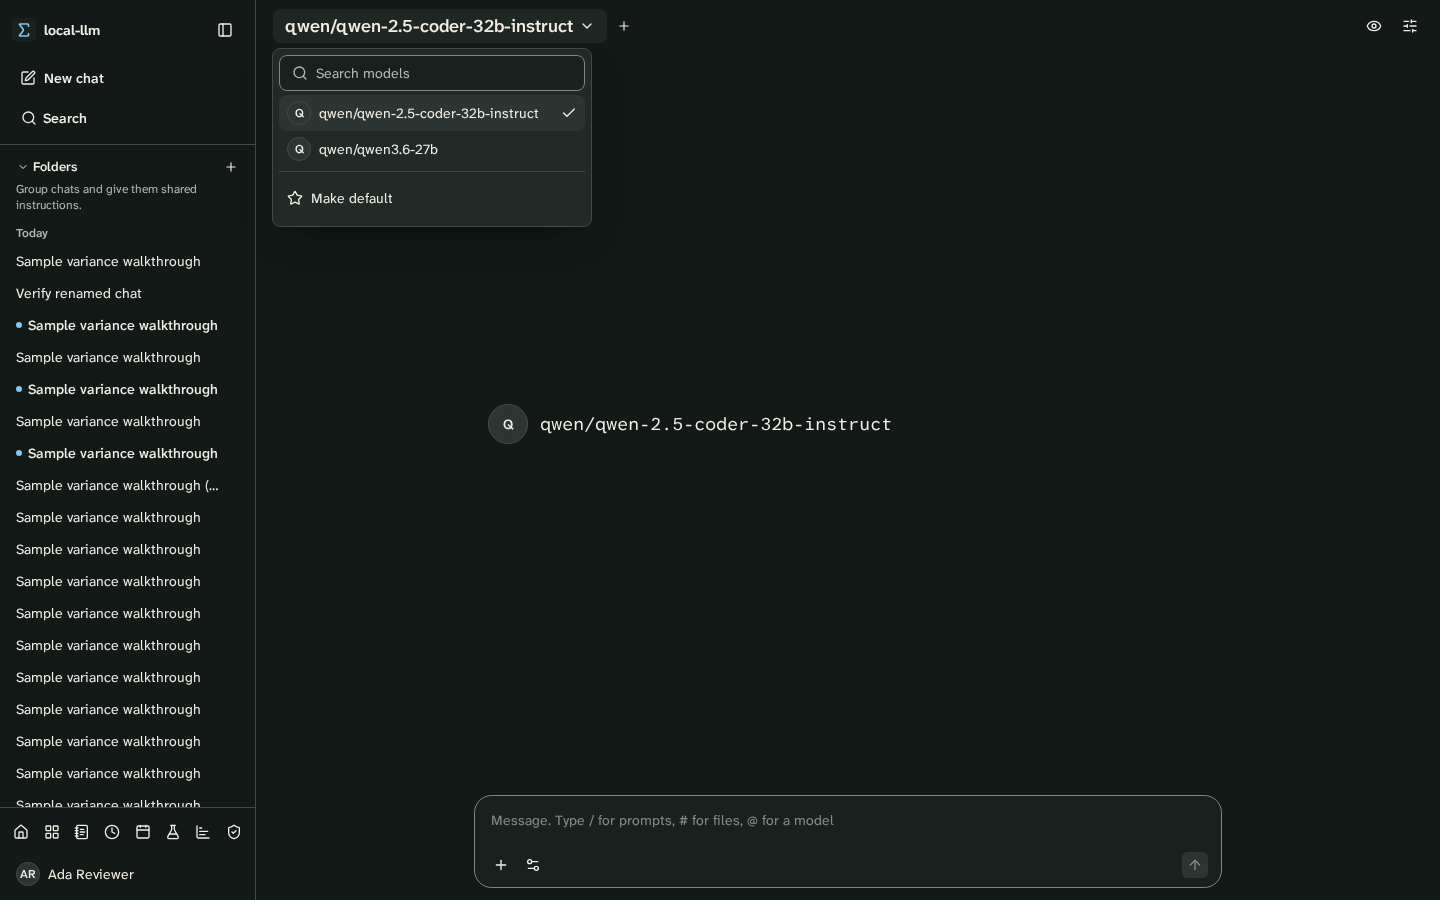 local-llm
New chat
Search
Folders
Group chats and give them shared
instructions.
Today
Sample variance walkthrough
Verify renamed chat
Sample variance walkthrough
Sample variance walkthrough
Sample variance walkthrough
Sample variance walkthrough
Sample variance walkthrough
Sample variance walkthrough (...
Sample variance walkthrough
Sample variance walkthrough
Sample variance walkthrough
Sample variance walkthrough
Sample variance walkthrough
Sample variance walkthrough
Sample variance walkthrough
Sample variance walkthrough
Sample variance walkthrough
Sample variance walkthrough
AR
Ada Reviewer
qwen/qwen-2.5-coder-32b-instruct
Search models
Q qwen/qwen-2.5-coder-32b-instruct
Q qwen/qwen3.6-27b
Make default
Q qwen/qwen-2.5-coder-32b-instruct
Message. Type / for prompts, # for files, @ for a model